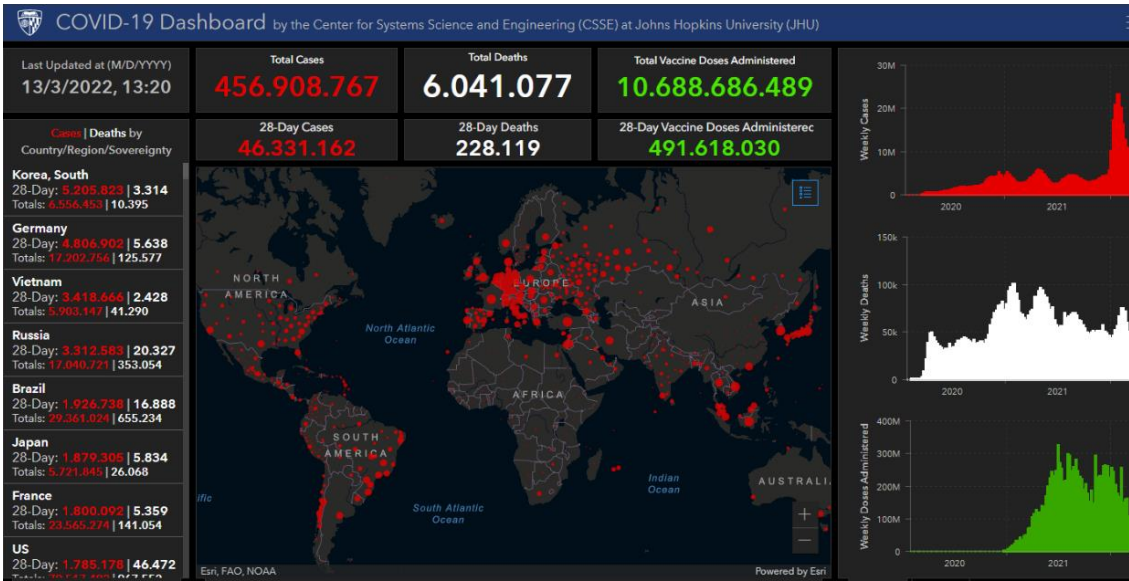 COVID-19 Dashboard by the Center for Systems Science and Engineering (CSSE) at Johns Hopkins University (JHU)
Last Updated at (M/D/YYYY)
13/3/2022, 13:20
Cases | Deaths by
Country/Region/Sovereignty
Korea, South
28-Day: 5.205.823 | 3.314
Totals: 6.556.453 | 10.395
Germany
28-Day: 4.806.902 | 5.638
Totals: 17.202.756 | 125.577
Vietnam
28-Day: 3.418.666 | 2.428
Totals: 5.903.147 | 41.290
Russia
28-Day: 3.312.583 | 20.327
Totals: 17.040.721 | 353.054
Brazil
28-Day: 1.926.738 | 16.888
Totals: 29.361.024 | 655.234
Japan
28-Day: 1.879.305 | 5.834
Totals: 5.721.845 | 26.068
France
28-Day: 1.800.092 | 5.359
Totals: 23.565.274 | 141.054
US
28-Day: 1.785.178 | 46.472
Total Cases
456.908.767
Total Deaths
6.041.077
Total Vaccine Doses Administered
10.688.686.489
28-Day Cases
46.331.162
28-Day Deaths
228.119
28-Day Vaccine Doses Administerec
491.618.030
NORTH
AMERICA
EUROPE
ASIA
North Atlantic
Ocean
AFRICA
SOUTH
AMERICA
Indian
Ocean
AUSTRALI
ific
South Atlantic
Ocean
+
−
Esri, FAO, NOAA
Powered by Esri
Weekly Cases
30M
20M
10M
0
2020
2021
Weekly Deaths
150k
100k
50k
0
2020
2021
Weekly Doses Administered
400M
300M
200M
100M
0
2020
2021